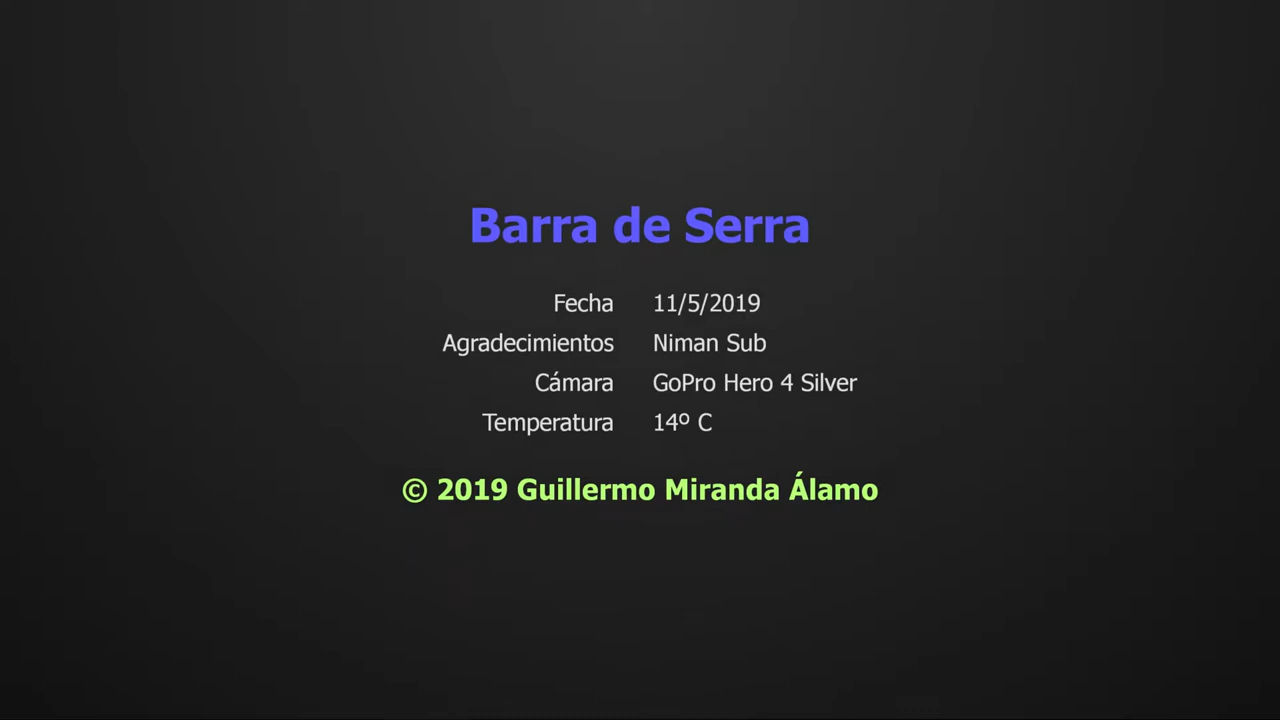 Barra de Serra
Fecha 11/5/2019
Agradecimientos Niman Sub
Cámara GoPro Hero 4 Silver
Temperatura 14º C
© 2019 Guillermo Miranda Álamo